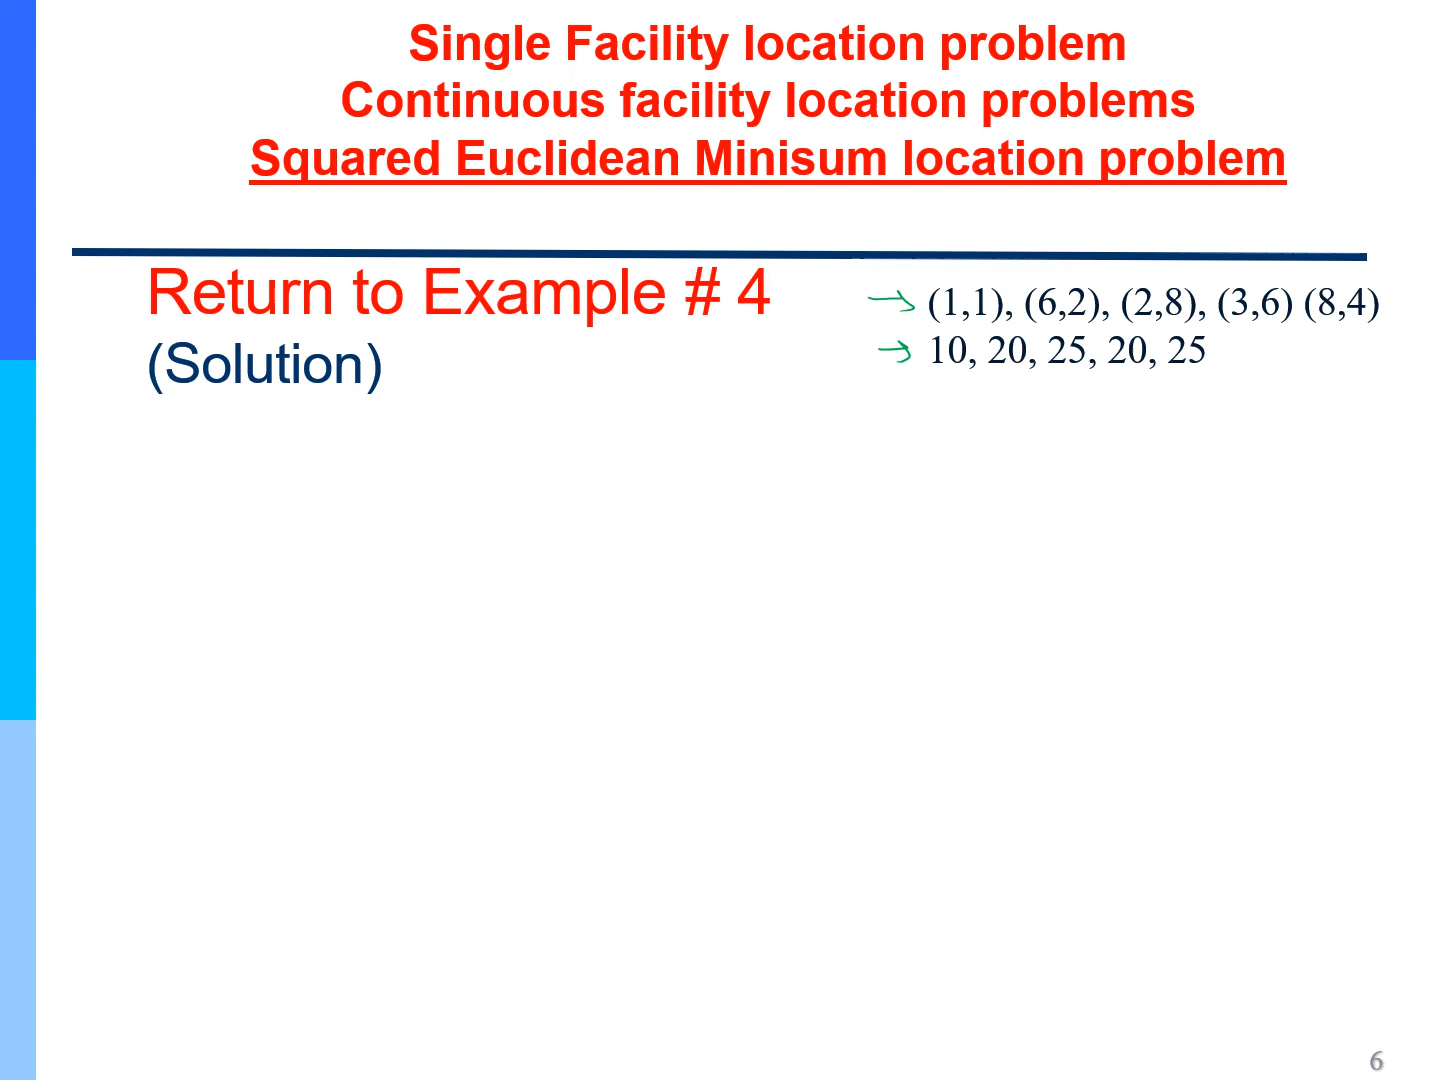 Single Facility location problem
Continuous facility location problems
Squared Euclidean Minisum location problem
Return to Example # 4
(1,1), (6,2), (2,8), (3,6) (8,4)
(Solution)
10, 20, 25, 20, 25
6